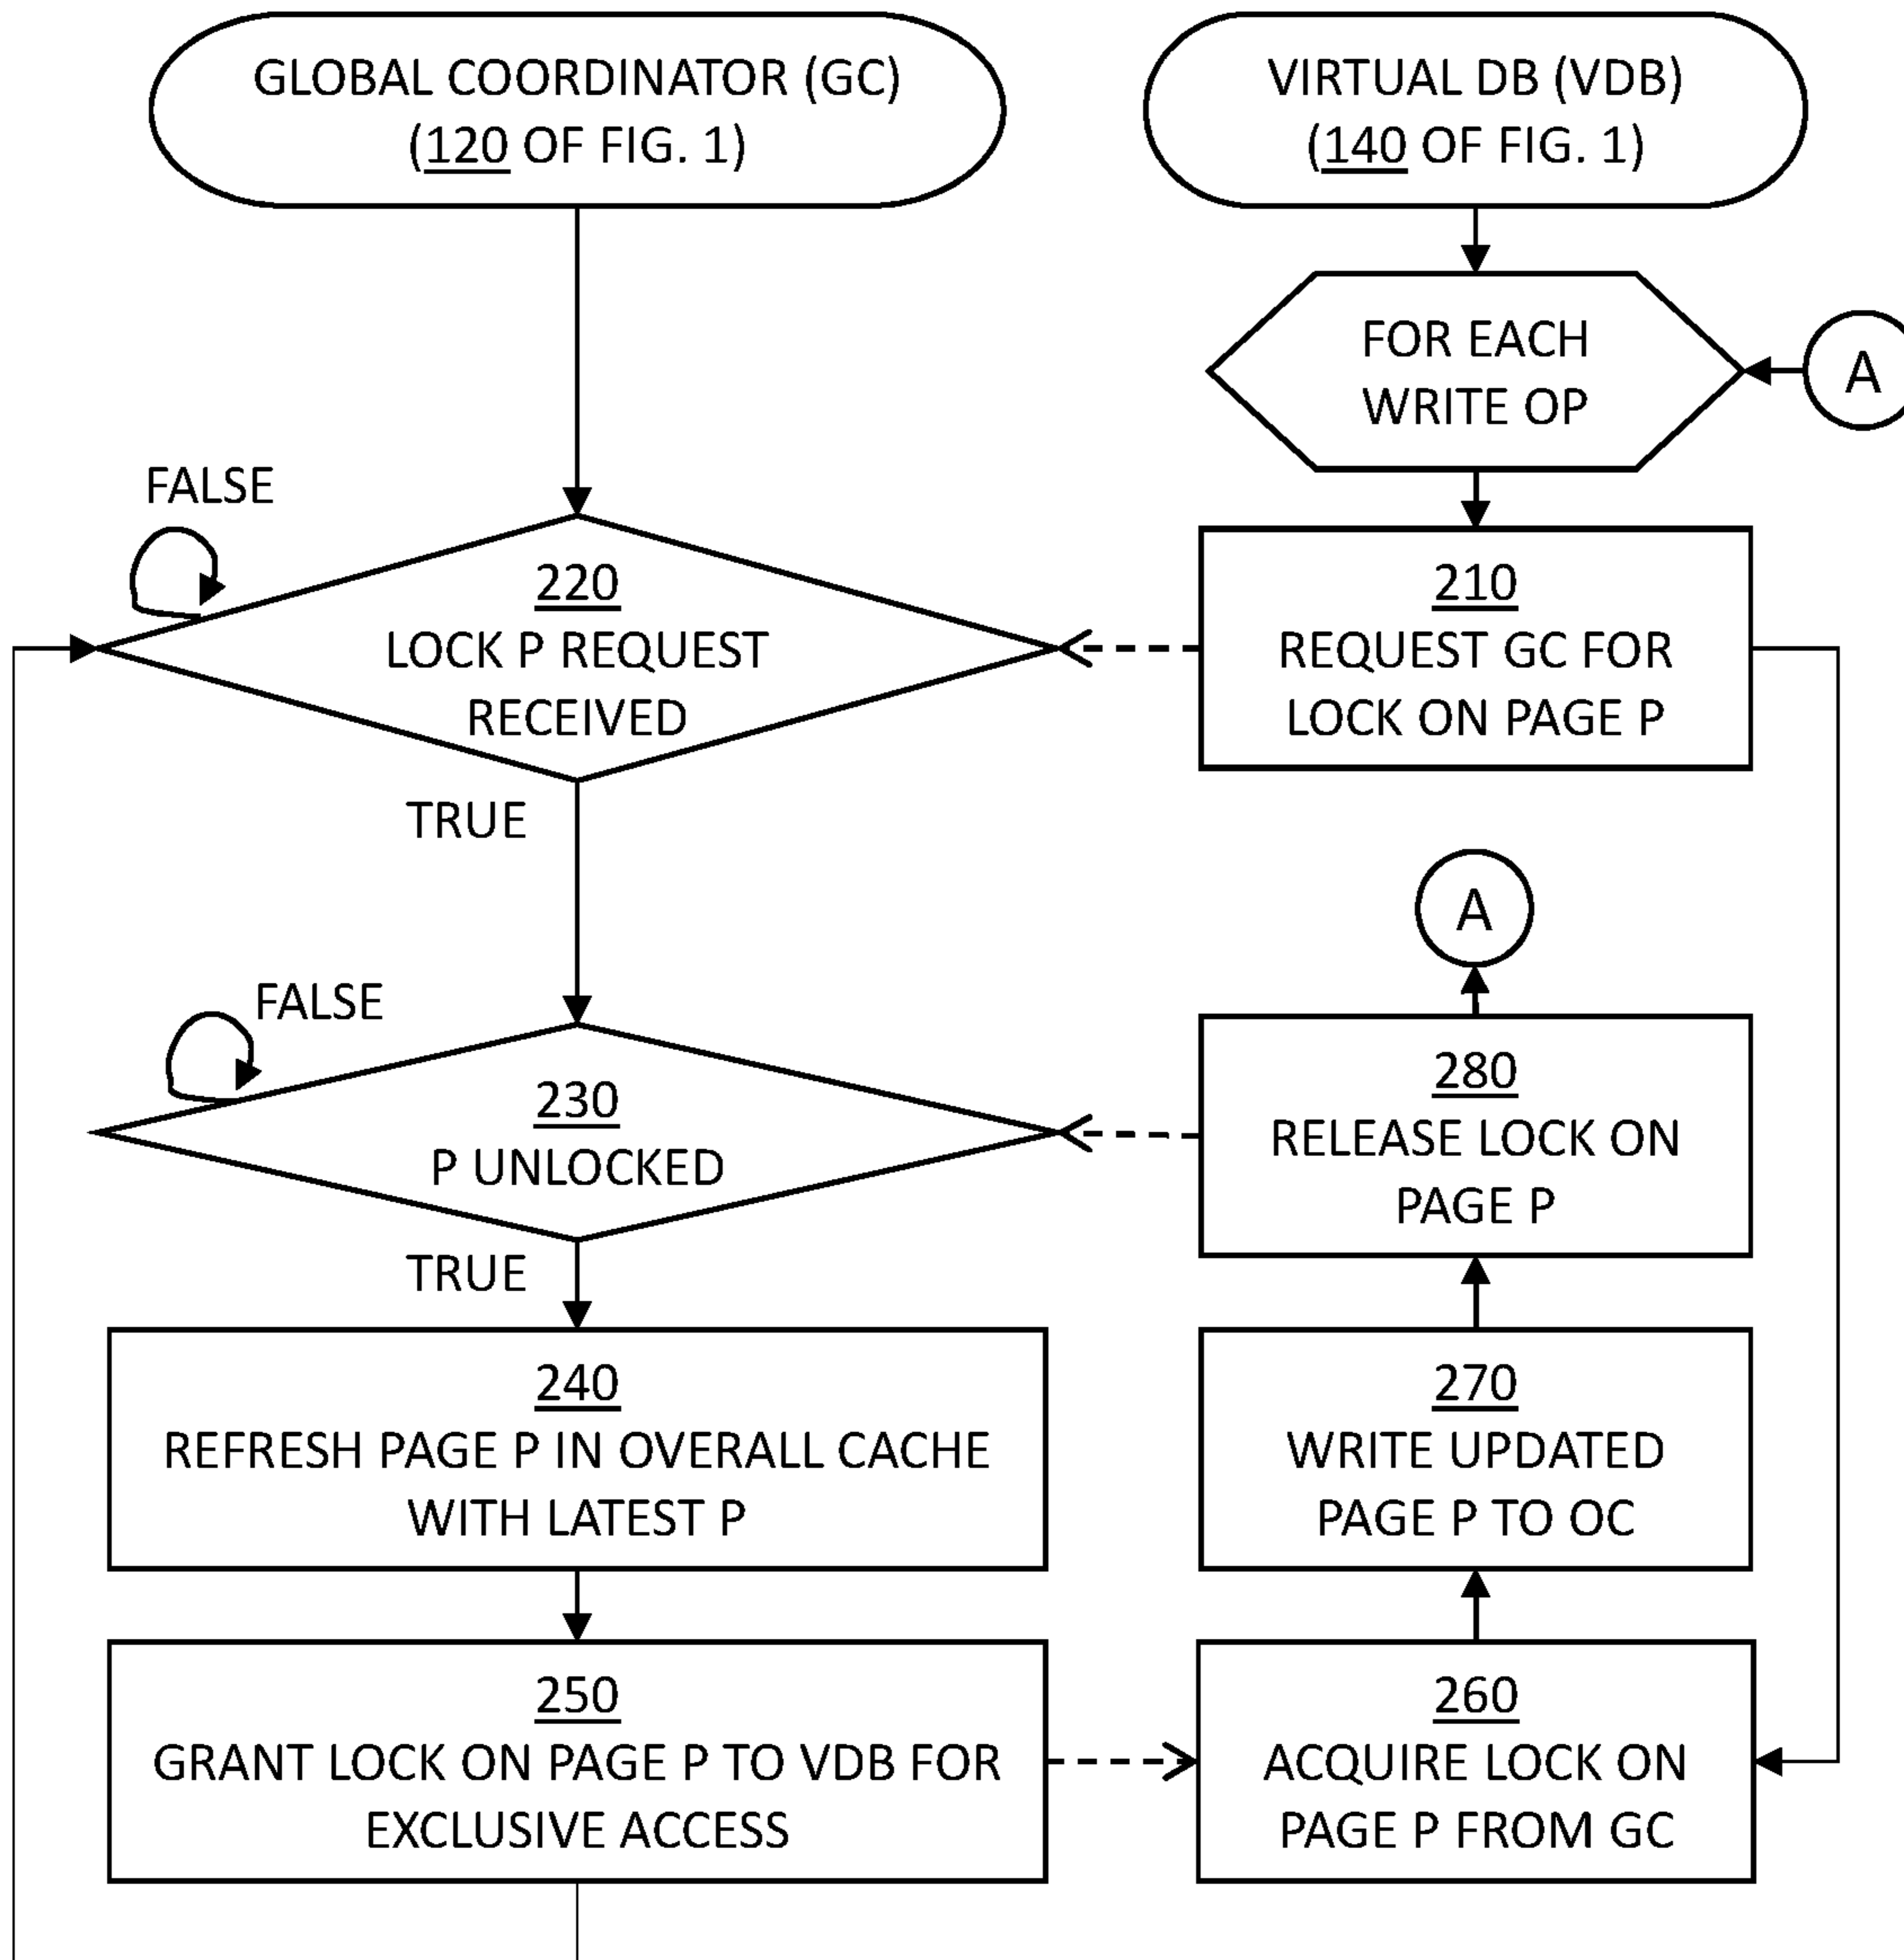 GLOBAL COORDINATOR (GC)
(120 OF FIG. 1)
VIRTUAL DB (VDB)
(140 OF FIG. 1)
FOR EACH
WRITE OP
A
FALSE
220
LOCK P REQUEST
RECEIVED
210
REQUEST GC FOR
LOCK ON PAGE P
TRUE
A
FALSE
230
P UNLOCKED
280
RELEASE LOCK ON
PAGE P
TRUE
240
REFRESH PAGE P IN OVERALL CACHE
WITH LATEST P
270
WRITE UPDATED
PAGE P TO OC
250
GRANT LOCK ON PAGE P TO VDB FOR
EXCLUSIVE ACCESS
260
ACQUIRE LOCK ON
PAGE P FROM GC